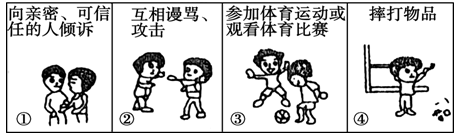 向亲密、可信
任的人倾诉
①
互相谩骂、
攻击
②
参加体育运动或
观看体育比赛
③
摔打物品
④